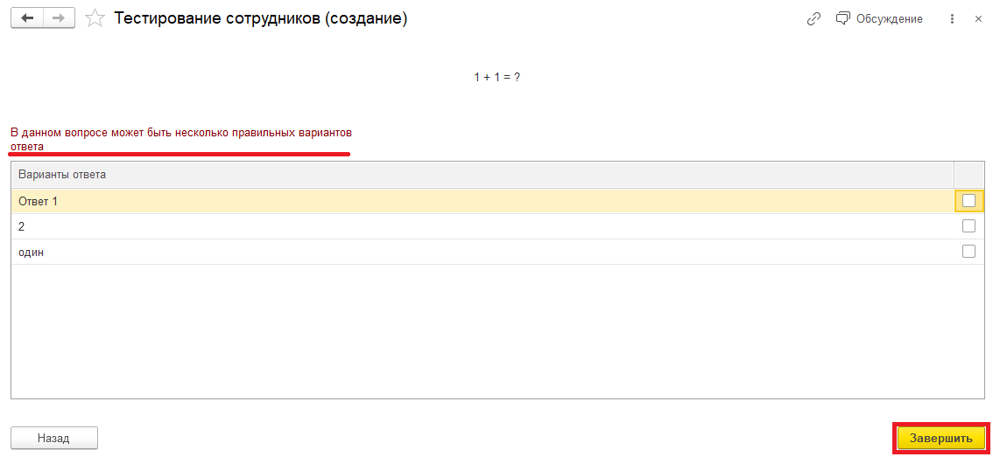 Тестирование сотрудников (создание)
Обсуждение
1 + 1 = ?
В данном вопросе может быть несколько правильных вариантов
ответа
Варианты ответа
Ответ 1
2
один
Назад
Завершить